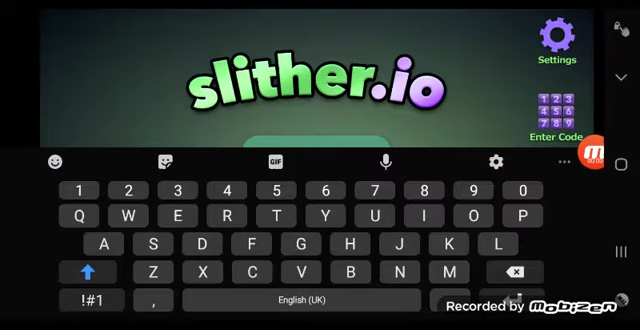 slither.io
Settings
1 2 3
4 5 6
7 8 9
Enter Code
GIF
1 2 3 4 5 6 7 8 9 0
Q W E R T Y U I O P
A S D F G H J K L
Z X C V B N M
!#1 , English (UK)
Recorded by MOBIZEN